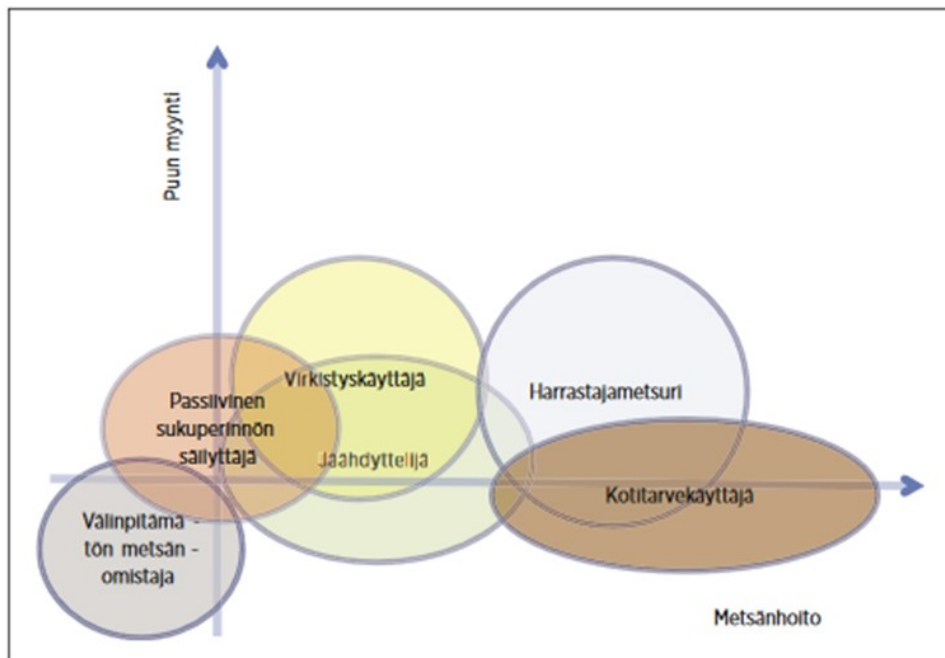 Puun myynti
Virkistyskäyttäjä
Harrastajametsuri
Passiivinen
sukuperinnön
säilyttäjä
Jäähdyttelijä
Kotitarvekäyttäjä
Välinpitämä -
tön metsän -
omistaja
Metsänhoito